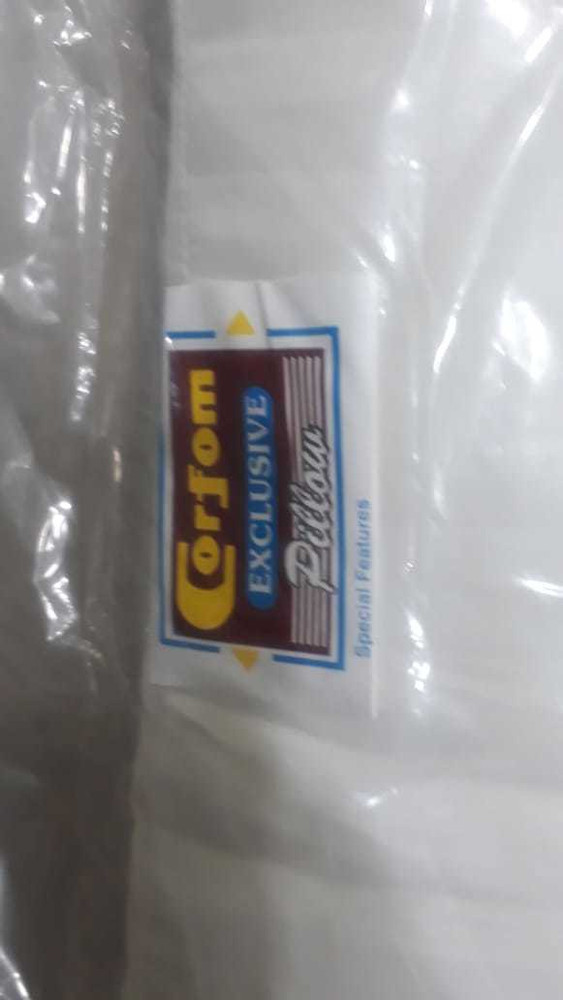 Corfom
EXCLUSIVE
Pillow
Special Features